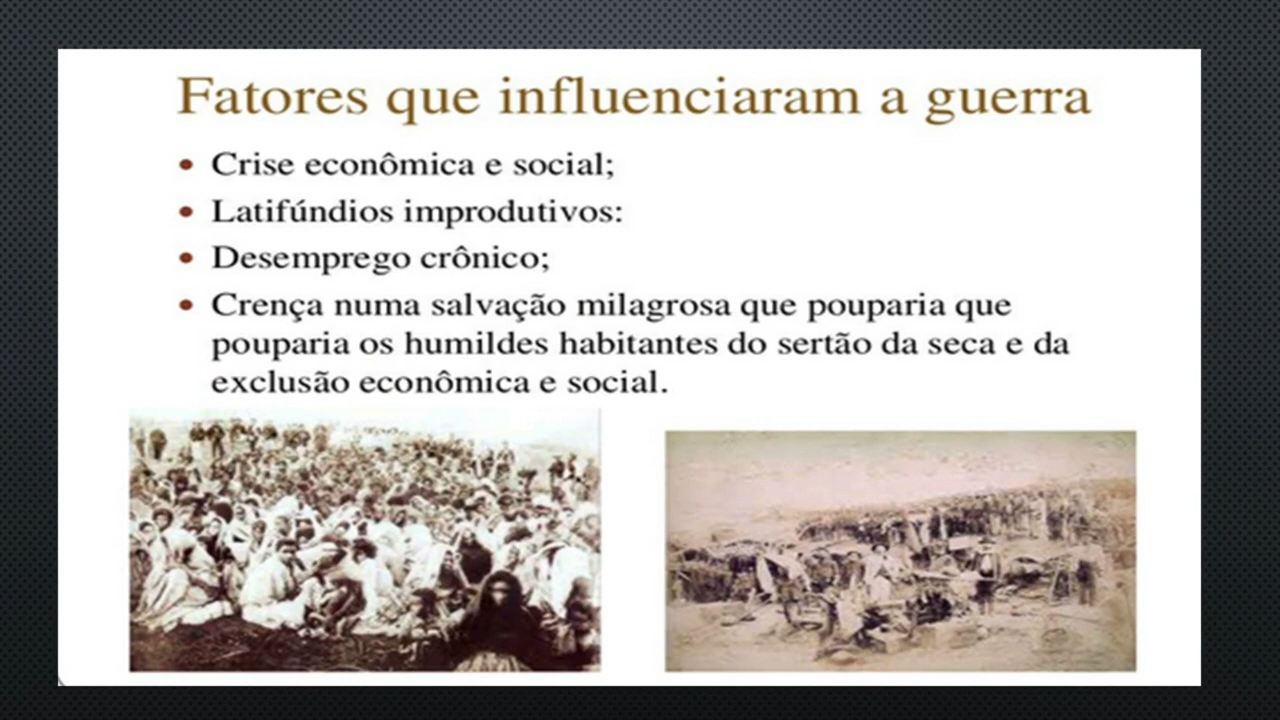 Fatores que influenciaram a guerra
• Crise econômica e social;
• Latifúndios improdutivos:
• Desemprego crônico;
• Crença numa salvação milagrosa que pouparia que
pouparia os humildes habitantes do sertão da seca e da
exclusão econômica e social.